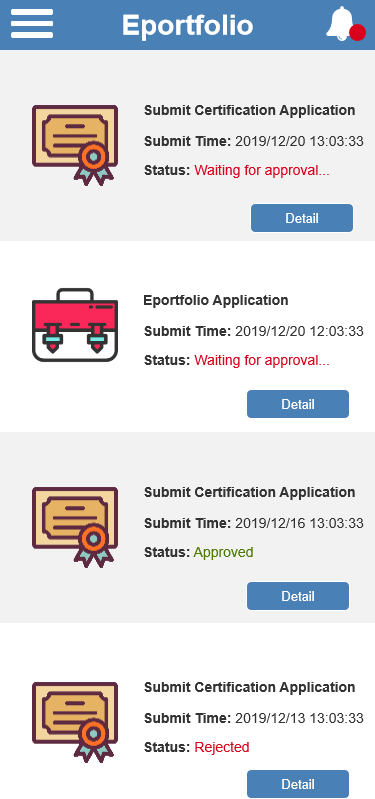 Eportfolio
Submit Certification Application
Submit Time: 2019/12/20 13:03:33
Status: Waiting for approval...
Detail
Eportfolio Application
Submit Time: 2019/12/20 12:03:33
Status: Waiting for approval...
Detail
Submit Certification Application
Submit Time: 2019/12/16 13:03:33
Status: Approved
Detail
Submit Certification Application
Submit Time: 2019/12/13 13:03:33
Status: Rejected
Detail